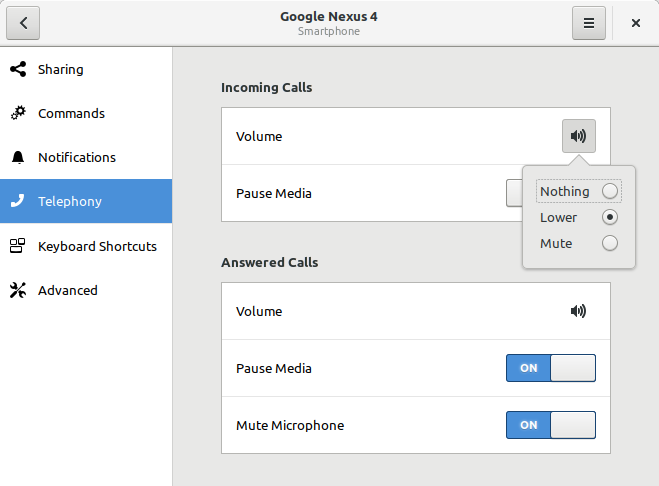 Google Nexus 4
Smartphone
Sharing
Commands
Notifications
Telephony
Keyboard Shortcuts
Advanced
Incoming Calls
Volume
Pause Media
Nothing
Lower
Mute
Answered Calls
Volume
Pause Media
ON
Mute Microphone
ON